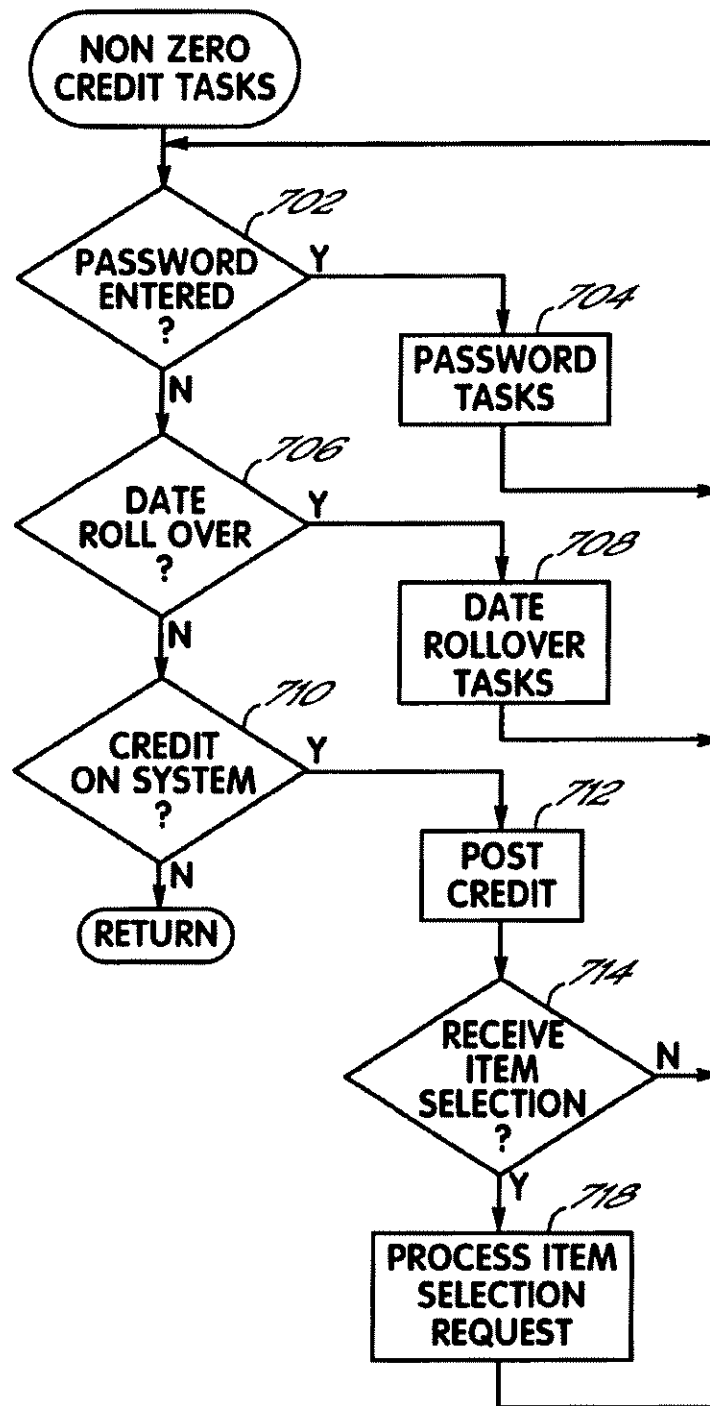 NON ZERO
CREDIT TASKS
702
PASSWORD
ENTERED
?
Y
N
704
PASSWORD
TASKS
706
DATE
ROLL OVER
?
Y
N
708
DATE
ROLLOVER
TASKS
710
CREDIT
ON SYSTEM
?
Y
N
RETURN
712
POST
CREDIT
714
RECEIVE
ITEM
SELECTION
?
N
Y
718
PROCESS ITEM
SELECTION
REQUEST